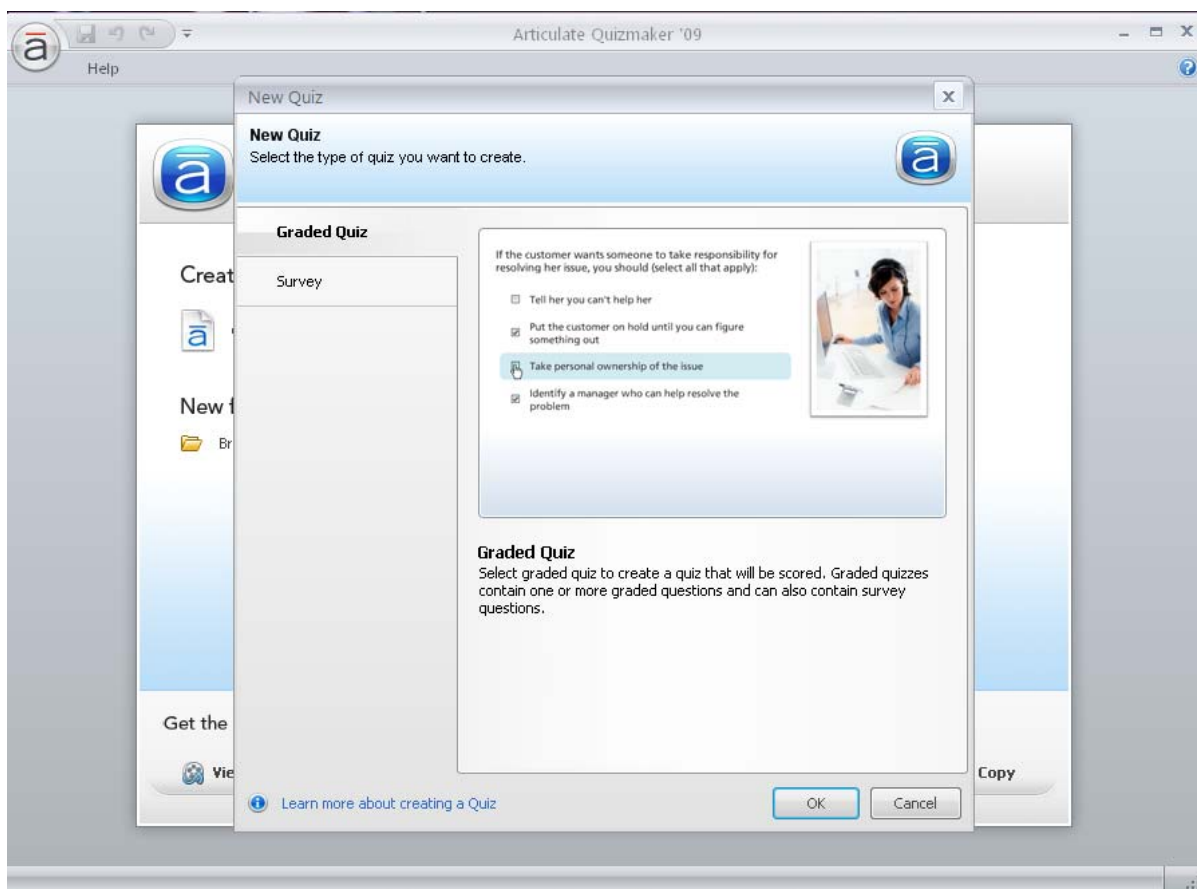 Articulate Quizmaker '09
Help
New Quiz
New Quiz
Select the type of quiz you want to create.
Graded Quiz
Survey
If the customer wants someone to take responsibility for
resolving her issue, you should (select all that apply):
Tell her you can't help her
Put the customer on hold until you can figure
something out
Take personal ownership of the issue
Identify a manager who can help resolve the
problem
Graded Quiz
Select graded quiz to create a quiz that will be scored. Graded quizzes
contain one or more graded questions and can also contain survey
questions.
Creat
New f
Br
Get the
Vie
Copy
Learn more about creating a Quiz
OK
Cancel